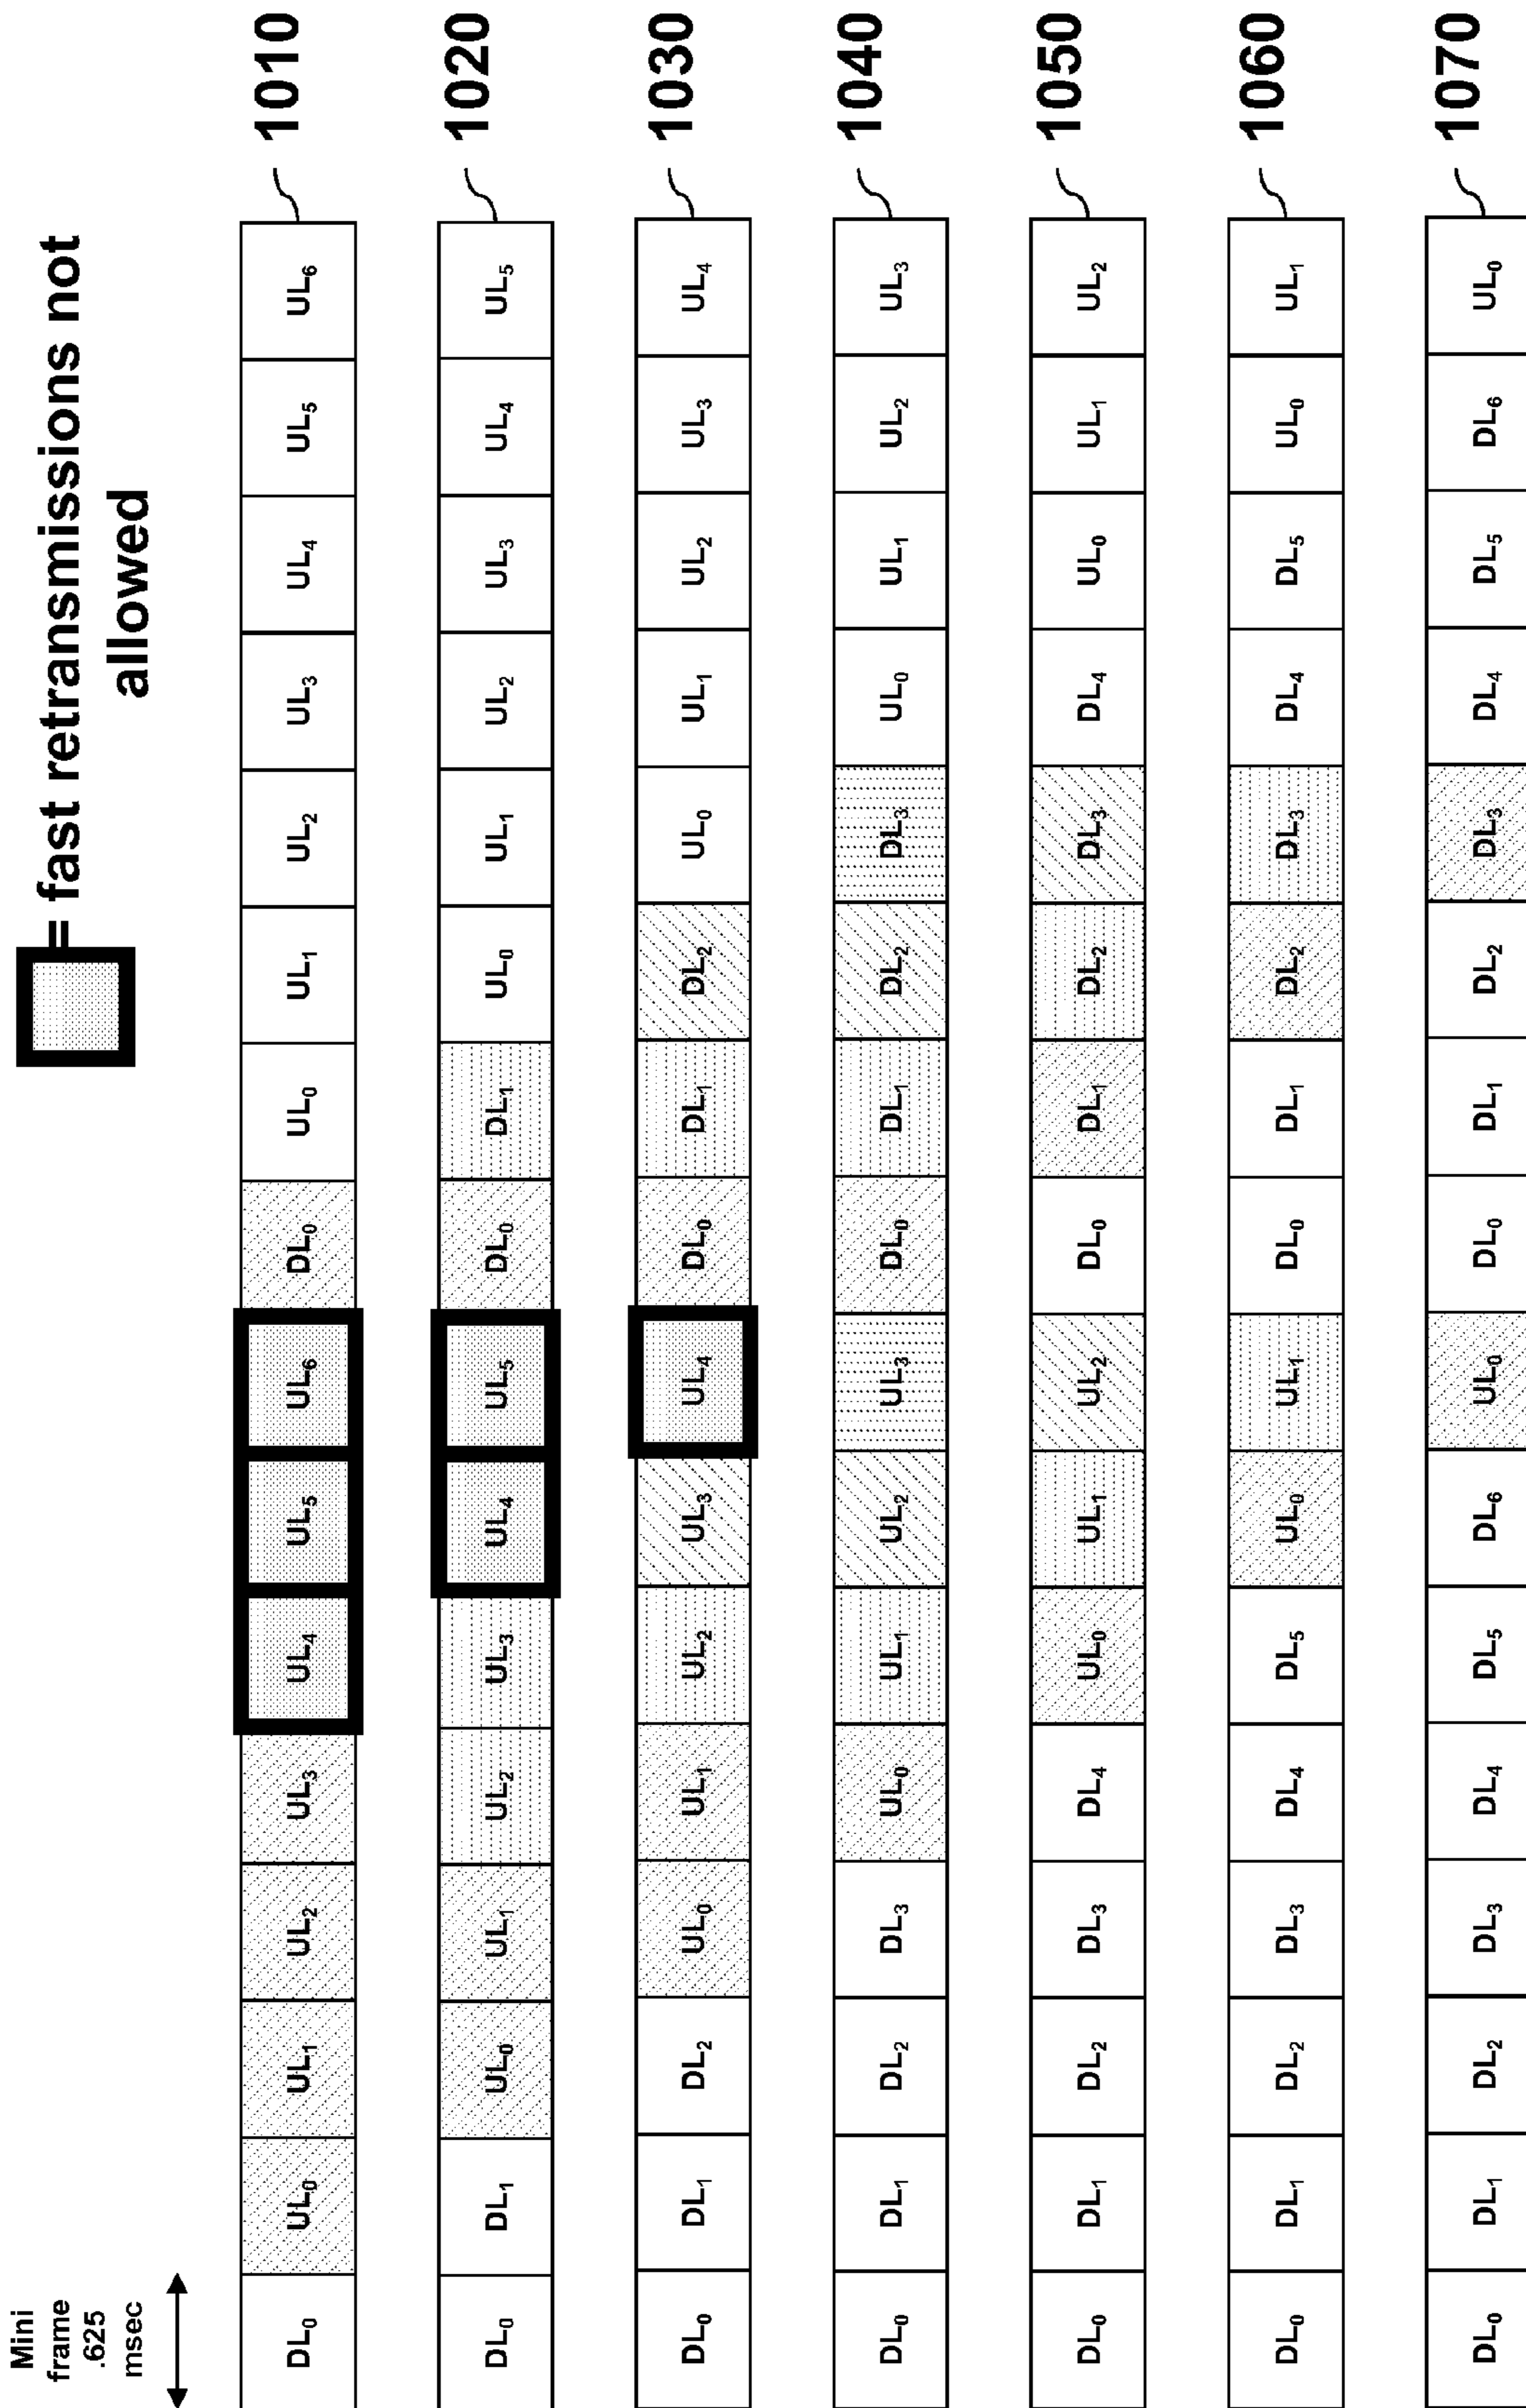 Mini
frame
.625
msec
= fast retransmissions not
allowed
DL₀ UL₀ UL₁ UL₂ UL₃ UL₄ UL₅ UL₆ DL₀ UL₀ UL₁ UL₂ UL₃ UL₄ UL₅ UL₆ 1010
DL₀ DL₁ UL₀ UL₁ UL₂ UL₃ UL₄ UL₅ DL₀ DL₁ UL₀ UL₁ UL₂ UL₃ UL₄ UL₅ 1020
DL₀ DL₁ DL₂ UL₀ UL₁ UL₂ UL₃ UL₄ DL₀ DL₁ DL₂ UL₀ UL₁ UL₂ UL₃ UL₄ 1030
DL₀ DL₁ DL₂ DL₃ UL₀ UL₁ UL₂ UL₃ DL₀ DL₁ DL₂ DL₃ UL₀ UL₁ UL₂ UL₃ 1040
DL₀ DL₁ DL₂ DL₃ DL₄ UL₀ UL₁ UL₂ DL₀ DL₁ DL₂ DL₃ DL₄ UL₀ UL₁ UL₂ 1050
DL₀ DL₁ DL₂ DL₃ DL₄ DL₅ UL₀ UL₁ DL₀ DL₁ DL₂ DL₃ DL₄ DL₅ UL₀ UL₁ 1060
DL₀ DL₁ DL₂ DL₃ DL₄ DL₅ DL₆ UL₀ DL₀ DL₁ DL₂ DL₃ DL₄ DL₅ DL₆ UL₀ 1070